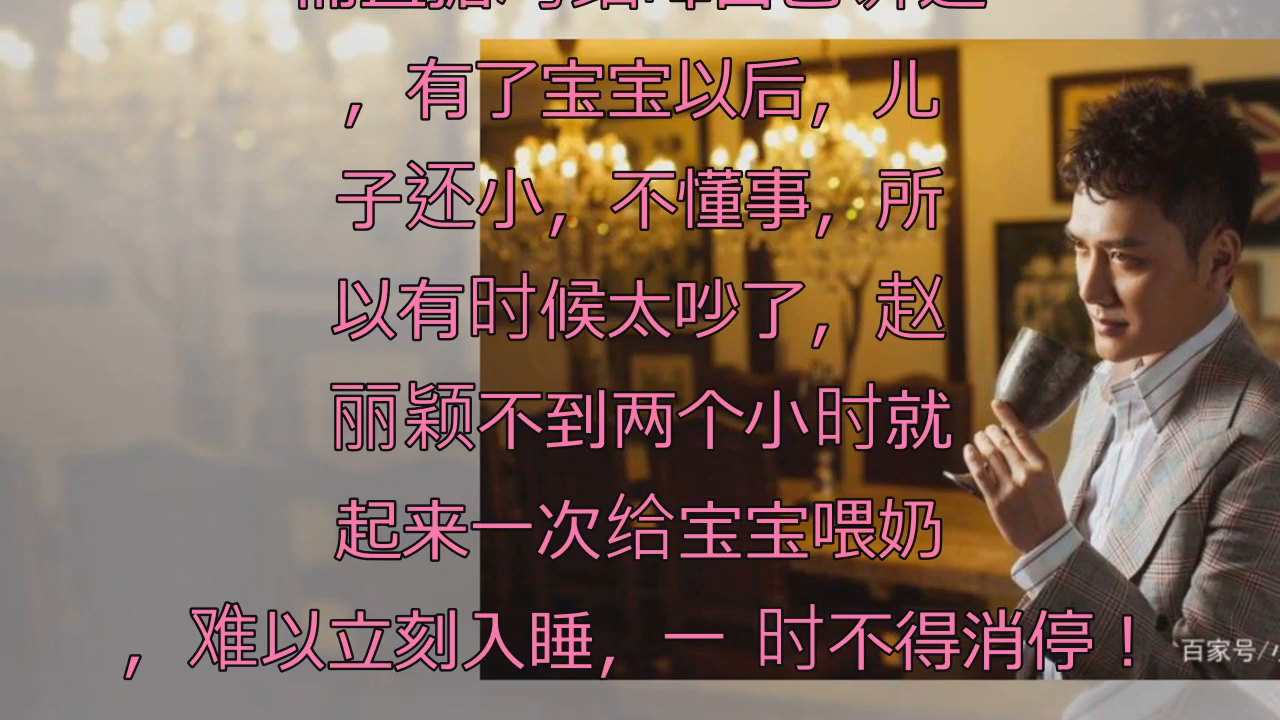 ，有了宝宝以后，儿
子还小，不懂事，所
以有时候太吵了，赵
丽颖不到两个小时就
起来一次给宝宝喂奶
，难以立刻入睡，一 时不得消停！
百家号/